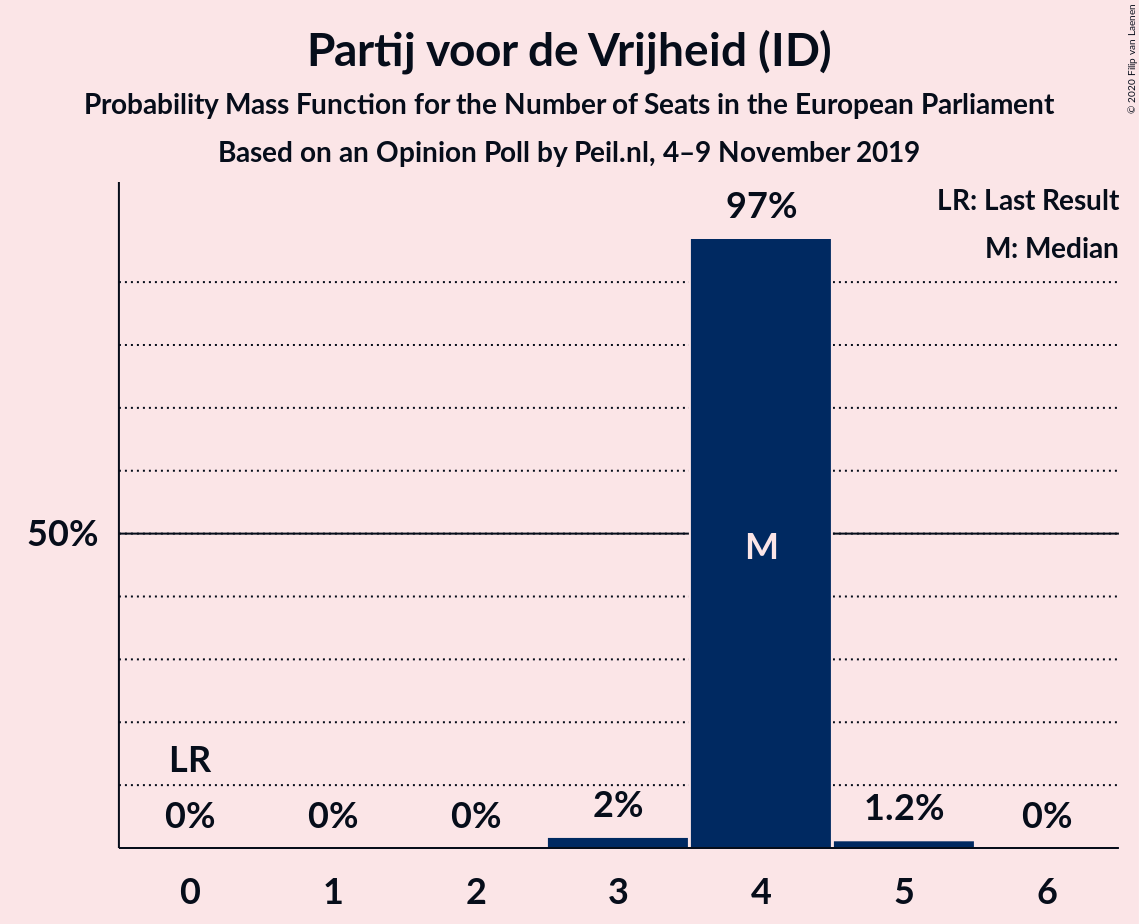 Partij voor de Vrijheid (ID)
Probability Mass Function for the Number of Seats in the European Parliament
Based on an Opinion Poll by Peil.nl, 4–9 November 2019
© 2020 Filip van Laenen
LR: Last Result
M: Median
97%
50%
M
LR
0%
0%
0%
2%
1.2%
0%
0
1
2
3
4
5
6